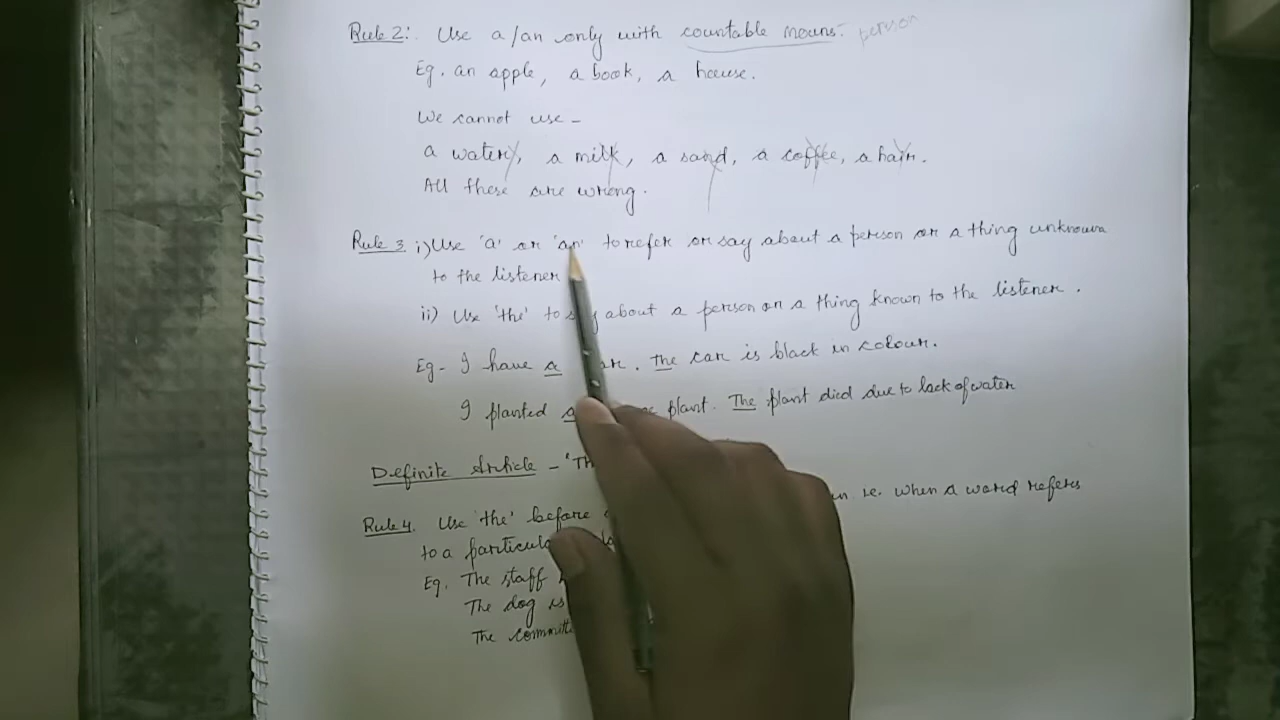 Rule 2:. Use a/an only with countable nouns:- person
Eg. an apple, a book, a house.
We cannot use -
a water, a milk, a sand, a coffee, a hair.
All these are wrong.
Rule 3 i) Use 'a' or 'an' to refer or say about a person or a thing unknown
to the listener
ii) Use 'the' to say about a person or a thing known to the listener.
Eg- I have a car. The car is black in colour.
I planted a plant. The plant died due to lack of water
Definite Article - 'Th
Rule 4. Use 'the' before i.e. when a word refers
to a particular
Eg. The staff
The dog is
The committ